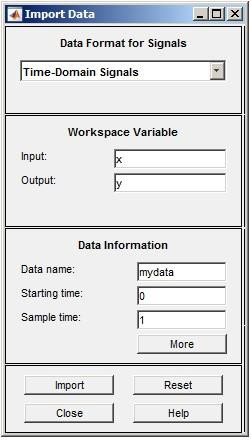 Import Data
Data Format for Signals
Time-Domain Signals
Workspace Variable
Input: x
Output: y
Data Information
Data name: mydata
Starting time: 0
Sample time: 1
More
Import Reset
Close Help